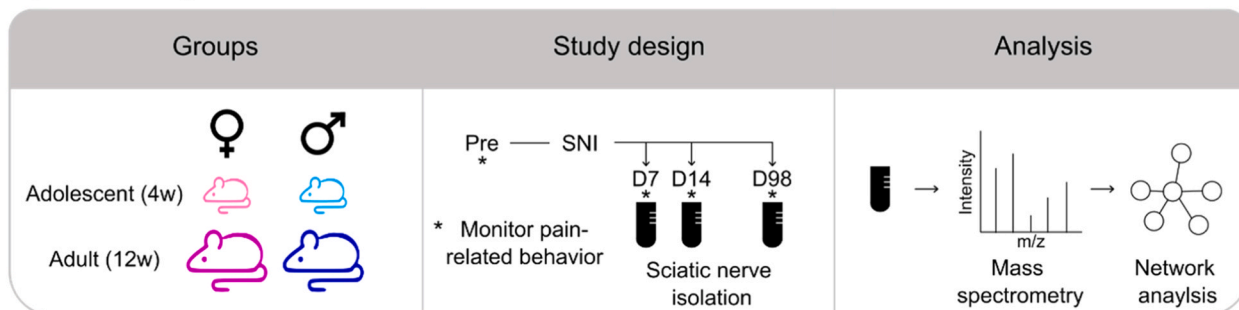 Groups
Study design
Analysis
♀ ♂
Adolescent (4w)
Adult (12w)
Pre
*
SNI
D7 D14 D98
* * *
* Monitor pain-
related behavior
Sciatic nerve
isolation
Intensity
m/z
Mass
spectrometry
Network
anaylsis